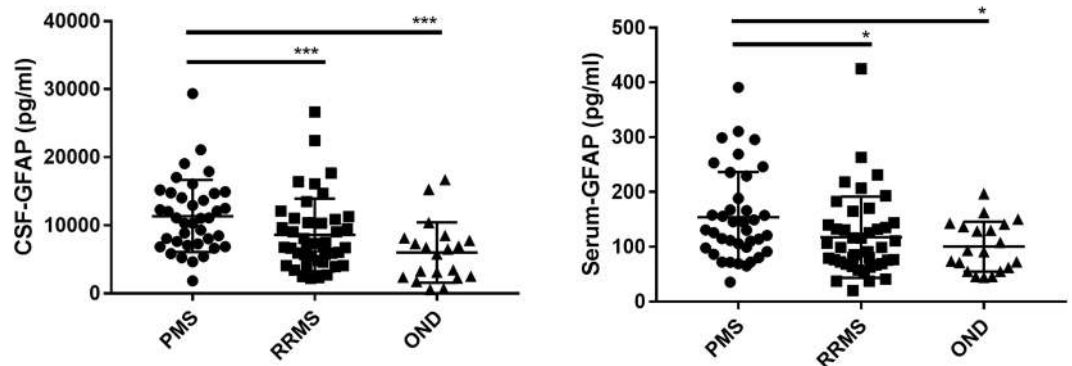 CSF-GFAP (pg/ml)
40000
30000
20000
10000
0
***
***
PMS
RRMS
OND
Serum-GFAP (pg/ml)
500
400
300
200
100
0
*
*
PMS
RRMS
OND